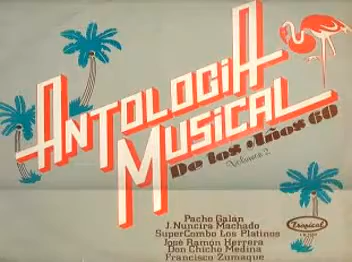 ANTOLOGIA
MUSICAL
De los Años 60
Volumen 2
Pacho Galán
J. Nuncira Machado
SuperCombo Los Platinos
José Ramón Herrera
Don Chicho Medina
Francisco Zumaque
Tropical